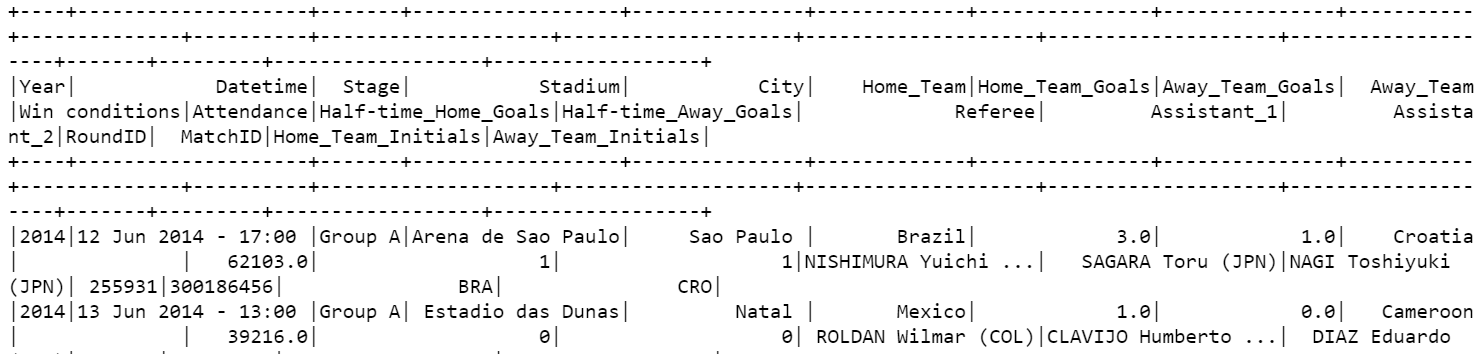 +----+--------------------+-------+-------------------+---------------+-------------+---------------+---------------+-----------
+--------------+----------+--------------------+--------------------+--------------------+--------------------+----------------
----+-------+---------+------------------+------------------+
|Year|            Datetime|  Stage|            Stadium|           City|    Home_Team|Home_Team_Goals|Away_Team_Goals|  Away_Team
|Win conditions|Attendance|Half-time_Home_Goals|Half-time_Away_Goals|             Referee|         Assistant_1|         Assista
nt_2|RoundID|  MatchID|Home_Team_Initials|Away_Team_Initials|
+----+--------------------+-------+-------------------+---------------+-------------+---------------+---------------+-----------
+--------------+----------+--------------------+--------------------+--------------------+--------------------+----------------
----+-------+---------+------------------+------------------+
|2014|12 Jun 2014 - 17:00 |Group A|Arena de Sao Paulo|     Sao Paulo |       Brazil|            3.0|            1.0|    Croatia
|              |   62103.0|                   1|                   1|NISHIMURA Yuichi ...|   SAGARA Toru (JPN)|NAGI Toshiyuki
(JPN)| 255931|300186456|               BRA|               CRO|
|2014|13 Jun 2014 - 13:00 |Group A| Estadio das Dunas|         Natal |       Mexico|            1.0|            0.0|   Cameroon
|              |   39216.0|                   0|                   0| ROLDAN Wilmar (COL)|CLAVIJO Humberto ...|  DIAZ Eduardo